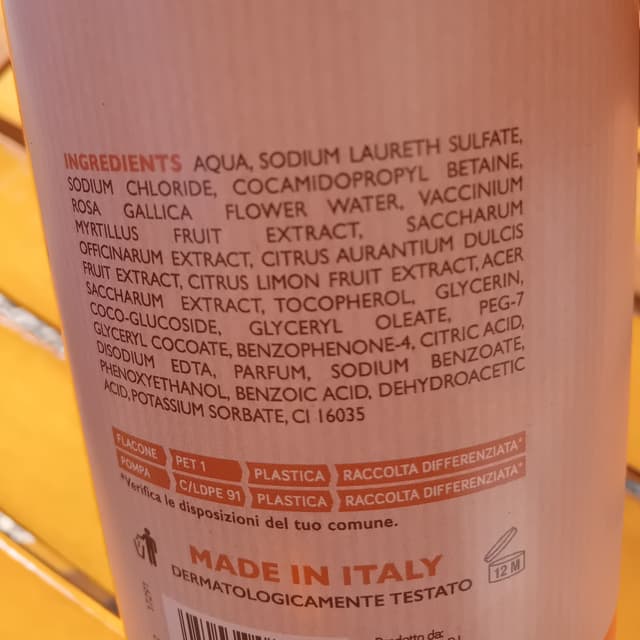 INGREDIENTS AQUA, SODIUM LAURETH SULFATE,
SODIUM CHLORIDE, COCAMIDOPROPYL BETAINE,
ROSA GALLICA FLOWER WATER, VACCINIUM
MYRTILLUS FRUIT EXTRACT, SACCHARUM
OFFICINARUM EXTRACT, CITRUS AURANTIUM DULCIS
FRUIT EXTRACT, CITRUS LIMON FRUIT EXTRACT, ACER
SACCHARUM EXTRACT, TOCOPHEROL, GLYCERIN,
COCO-GLUCOSIDE, GLYCERYL OLEATE, PEG-7
GLYCERYL COCOATE, BENZOPHENONE-4, CITRIC ACID,
DISODIUM EDTA, PARFUM, SODIUM BENZOATE,
PHENOXYETHANOL, BENZOIC ACID, DEHYDROACETIC
ACID, POTASSIUM SORBATE, CI 16035
FLACONE PET 1 PLASTICA RACCOLTA DIFFERENZIATA*
POMPA C/LDPE 91 PLASTICA RACCOLTA DIFFERENZIATA*
*Verifica le disposizioni del tuo comune.
MADE IN ITALY
DERMATOLOGICAMENTE TESTATO
12 M
Prodotto da: